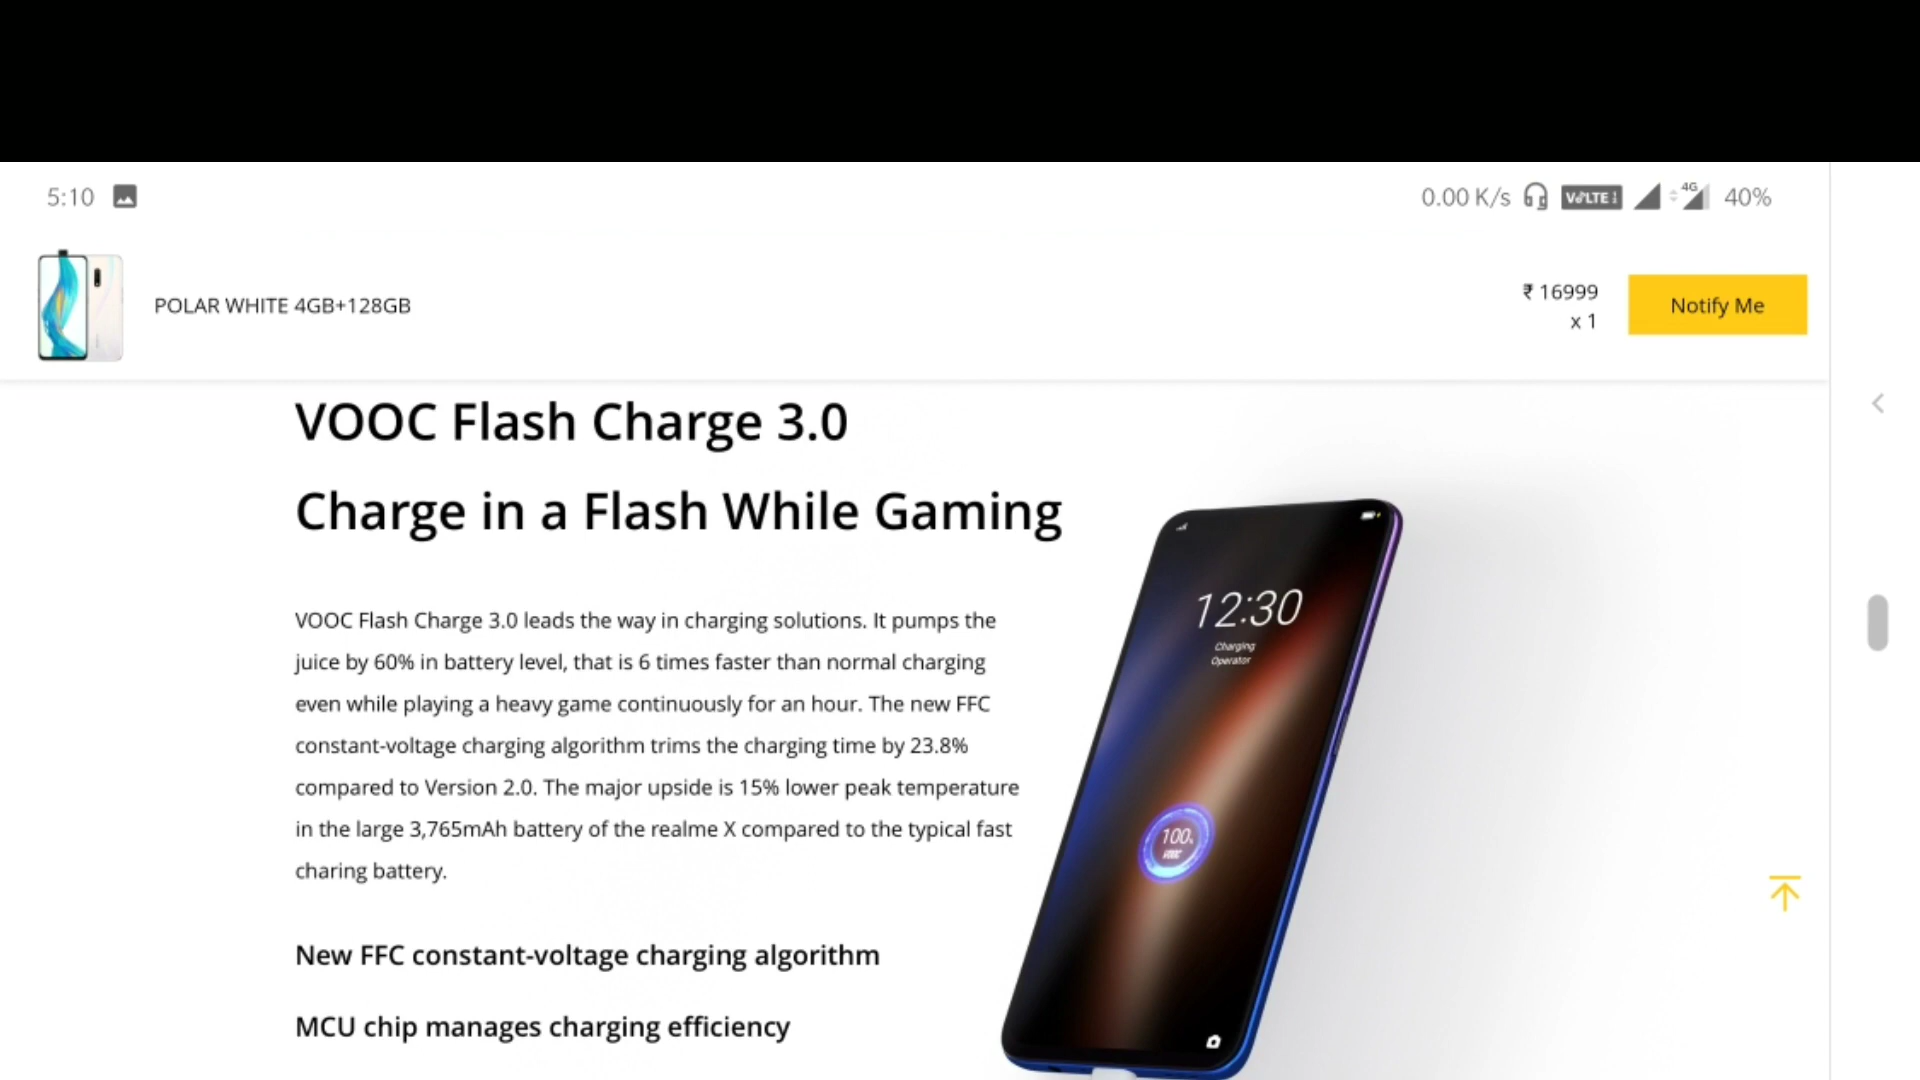 5:10
0.00 K/s VoLTE 1 4G 40%
POLAR WHITE 4GB+128GB
₹ 16999
x 1
Notify Me
VOOC Flash Charge 3.0
Charge in a Flash While Gaming
VOOC Flash Charge 3.0 leads the way in charging solutions. It pumps the
juice by 60% in battery level, that is 6 times faster than normal charging
even while playing a heavy game continuously for an hour. The new FFC
constant-voltage charging algorithm trims the charging time by 23.8%
compared to Version 2.0. The major upside is 15% lower peak temperature
in the large 3,765mAh battery of the realme X compared to the typical fast
charing battery.
New FFC constant-voltage charging algorithm
MCU chip manages charging efficiency
12:30
Charging
Operator
100%
VOOC